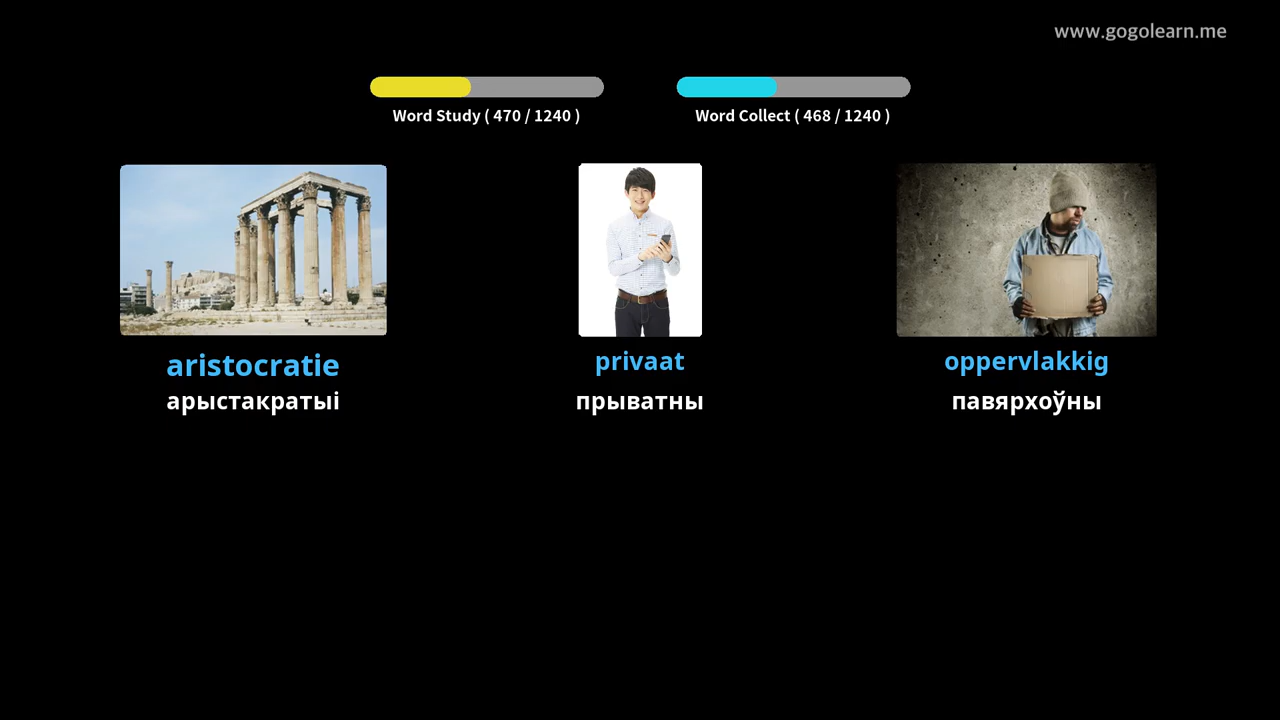 www.gogolearn.me
Word Study ( 470 / 1240 )
Word Collect ( 468 / 1240 )
aristocratie
арыстакратыі
privaat
прыватны
oppervlakkig
павярхоўны